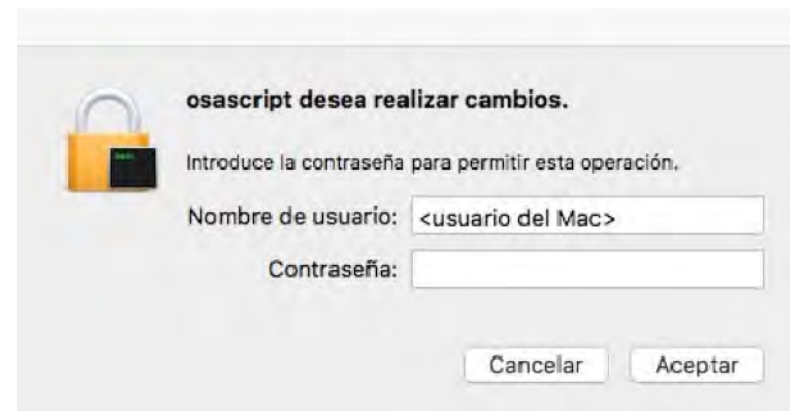 osascript desea realizar cambios.
Introduce la contraseña para permitir esta operación.
Nombre de usuario: <usuario del Mac>
Contraseña:
Cancelar Aceptar